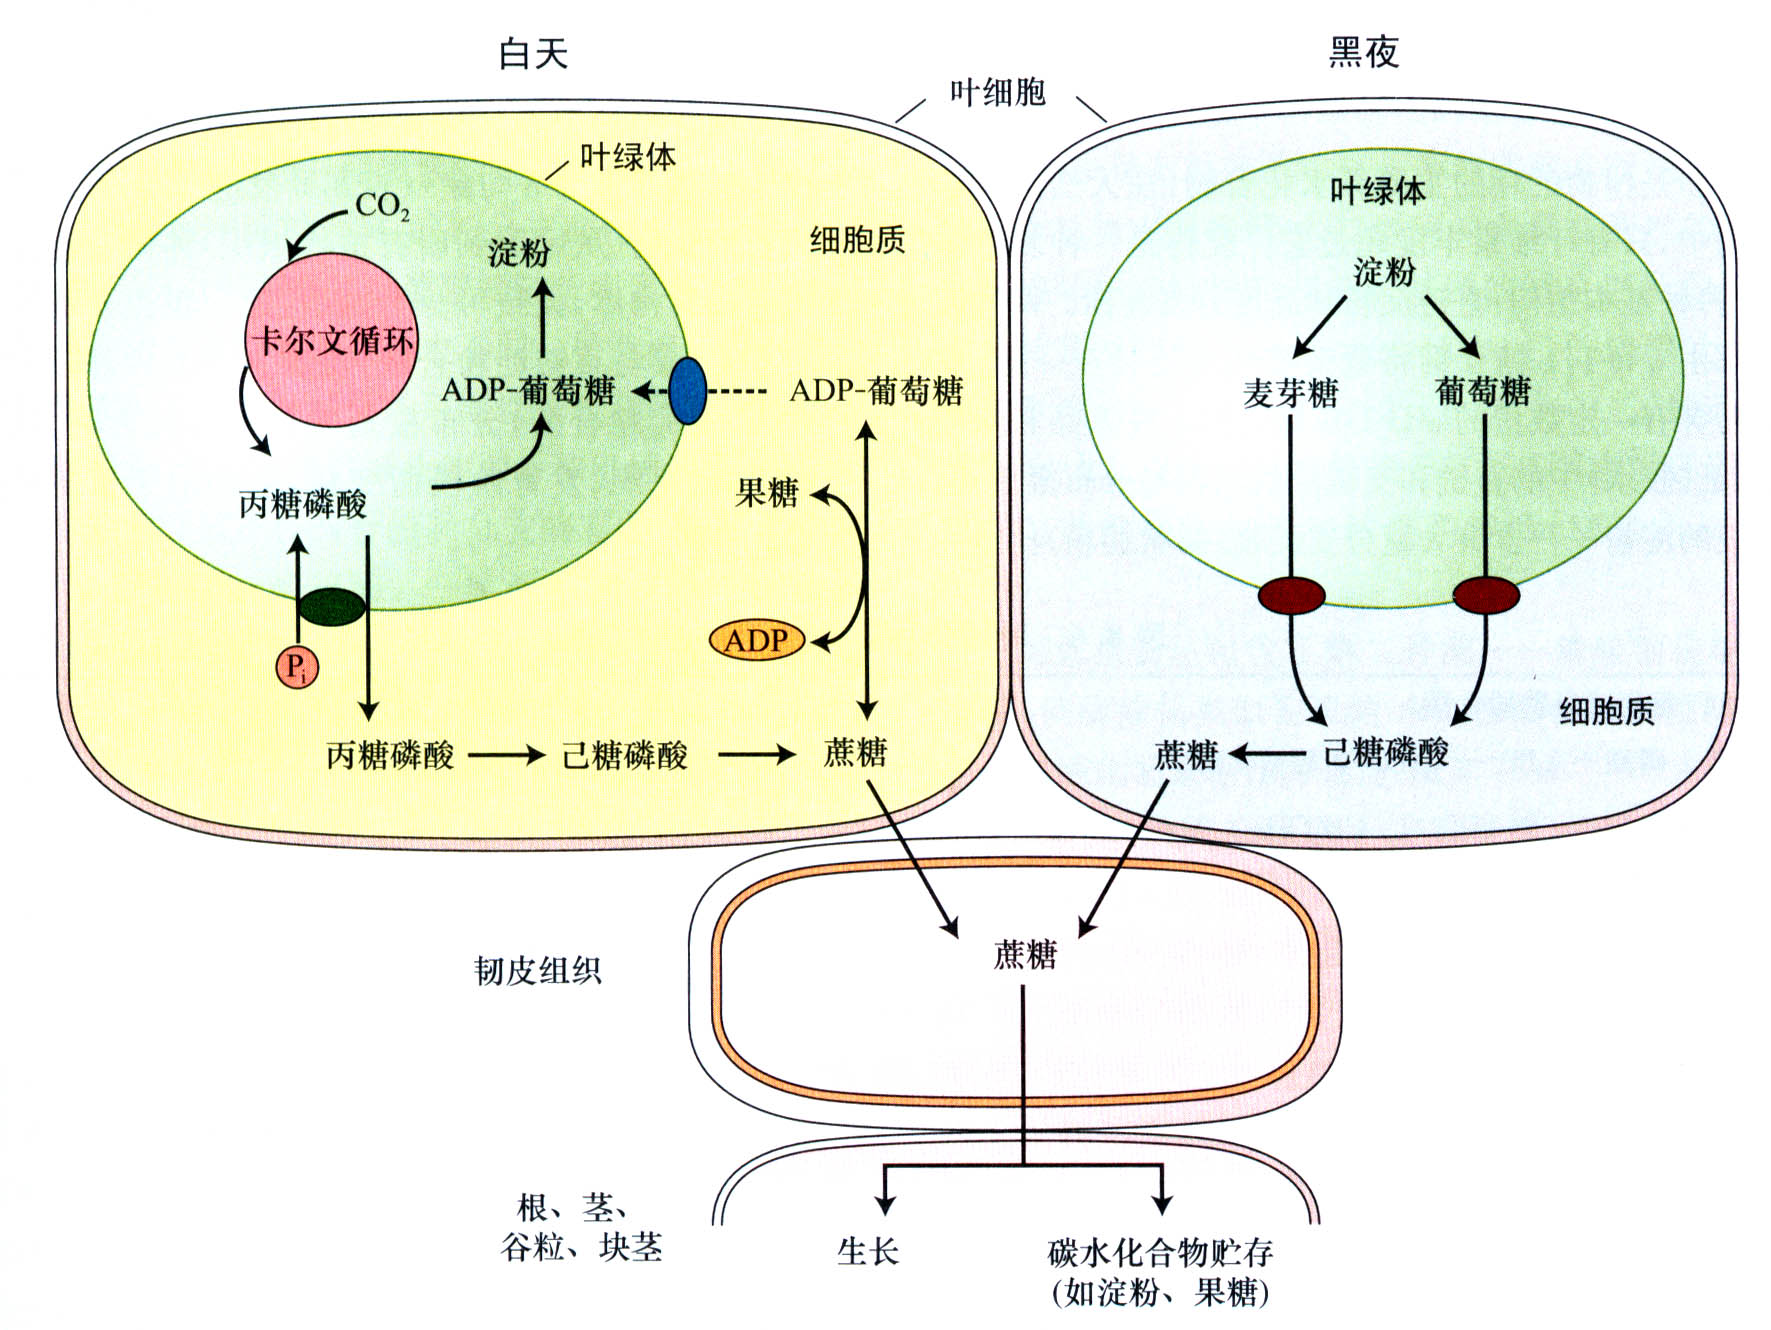 白天
黑夜
叶细胞
叶绿体
CO2
淀粉
细胞质
卡尔文循环
ADP-葡萄糖
ADP-葡萄糖
果糖
丙糖磷酸
ADP
Pi
丙糖磷酸
己糖磷酸
蔗糖
叶绿体
淀粉
麦芽糖
葡萄糖
细胞质
蔗糖
己糖磷酸
韧皮组织
蔗糖
根、茎、
谷粒、块茎
生长
碳水化合物贮存
(如淀粉、果糖)